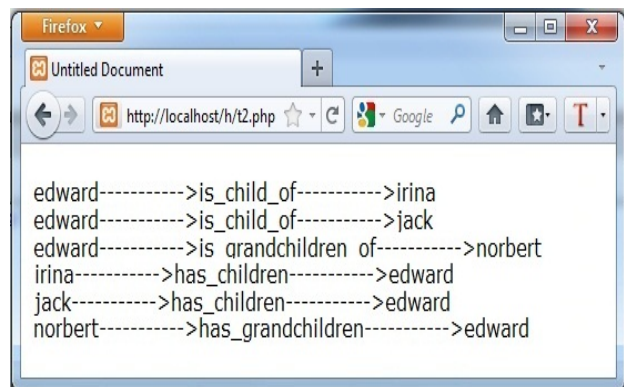 Firefox
Untitled Document
http://localhost/h/t2.php
Google
T
edward----------->is_child_of----------->irina
edward----------->is_child_of----------->jack
edward----------->is_grandchildren_of----------->norbert
irina----------->has_children----------->edward
jack----------->has_children----------->edward
norbert----------->has_grandchildren----------->edward